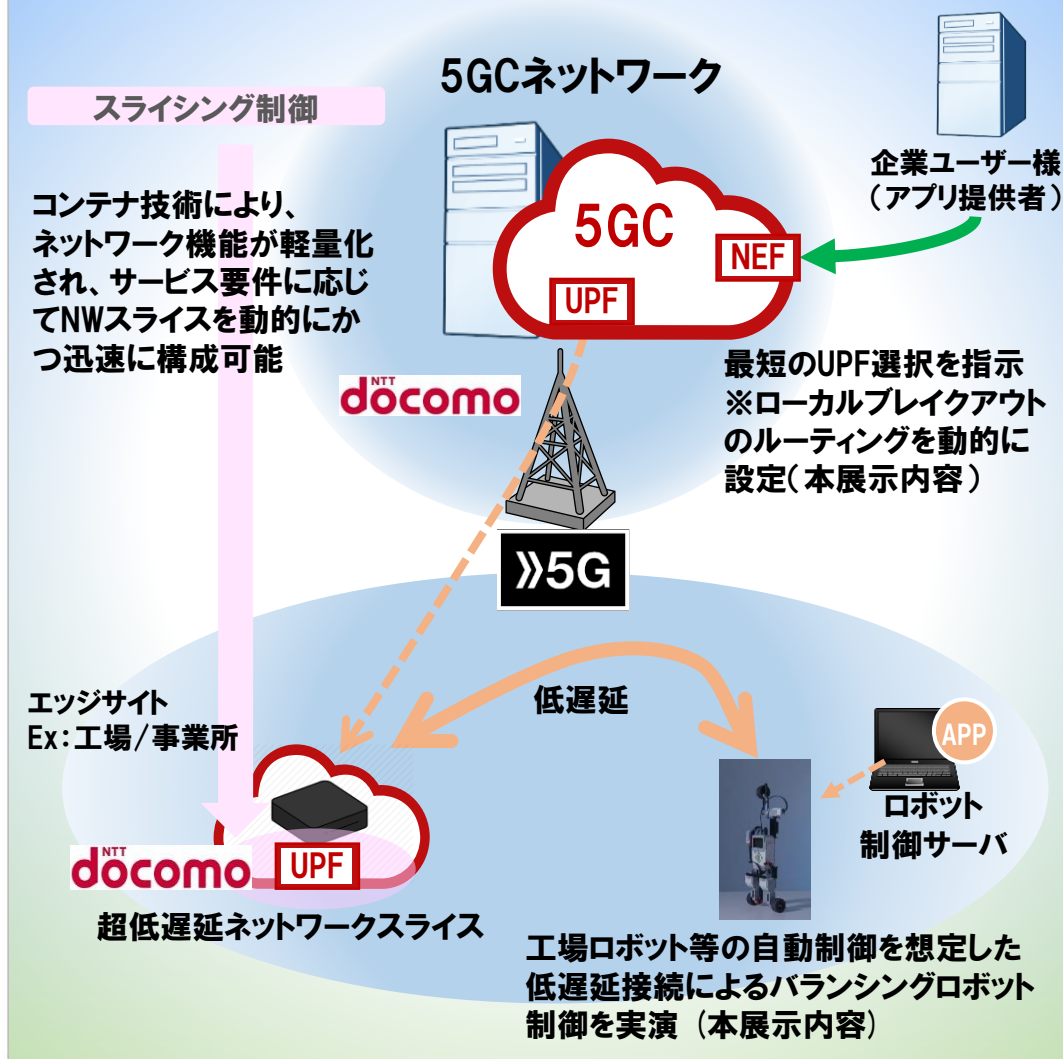 5GCネットワーク
スライシング制御
コンテナ技術により、
ネットワーク機能が軽量化
され、サービス要件に応じ
てNWスライスを動的にか
つ迅速に構成可能
5GC
NEF
UPF
企業ユーザー様
（アプリ提供者）
最短のUPF選択を指示
※ローカルブレイクアウト
のルーティングを動的に
設定（本展示内容）
NTT
döcomo
》5G
エッジサイト
Ex：工場/事業所
低遅延
APP
ロボット
制御サーバ
NTT
döcomo
UPF
超低遅延ネットワークスライス
工場ロボット等の自動制御を想定した
低遅延接続によるバランシングロボット
制御を実演（本展示内容）